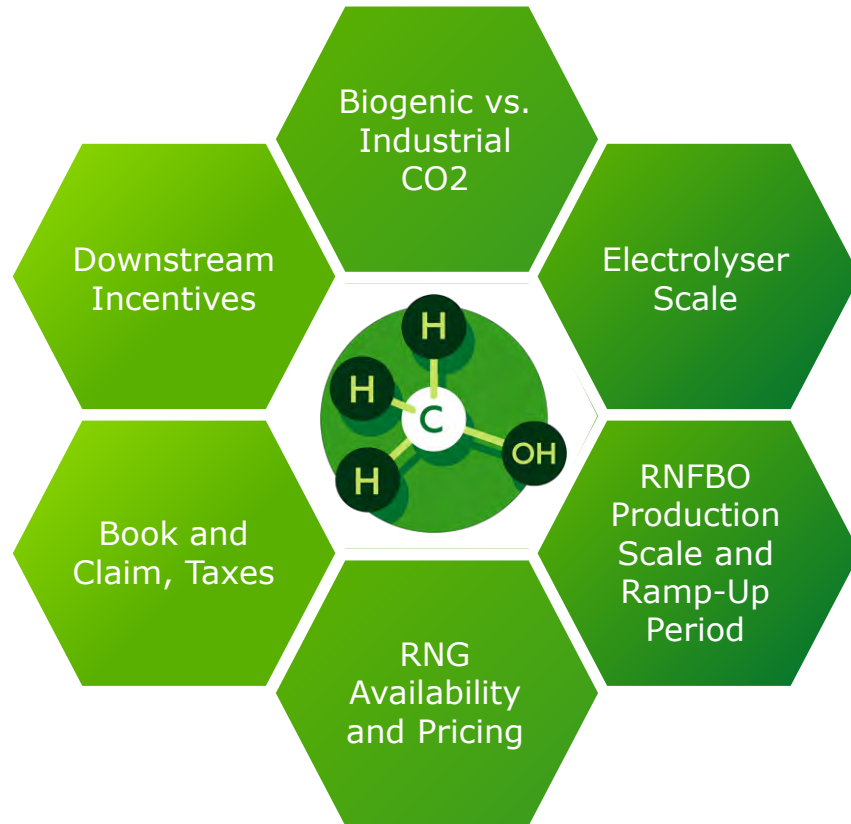 Biogenic vs.
Industrial
CO2
Downstream
Incentives
Electrolyser
Scale
H
H
C
H
OH
Book and
Claim, Taxes
RNFBO
Production
Scale and
Ramp-Up
Period
RNG
Availability
and Pricing